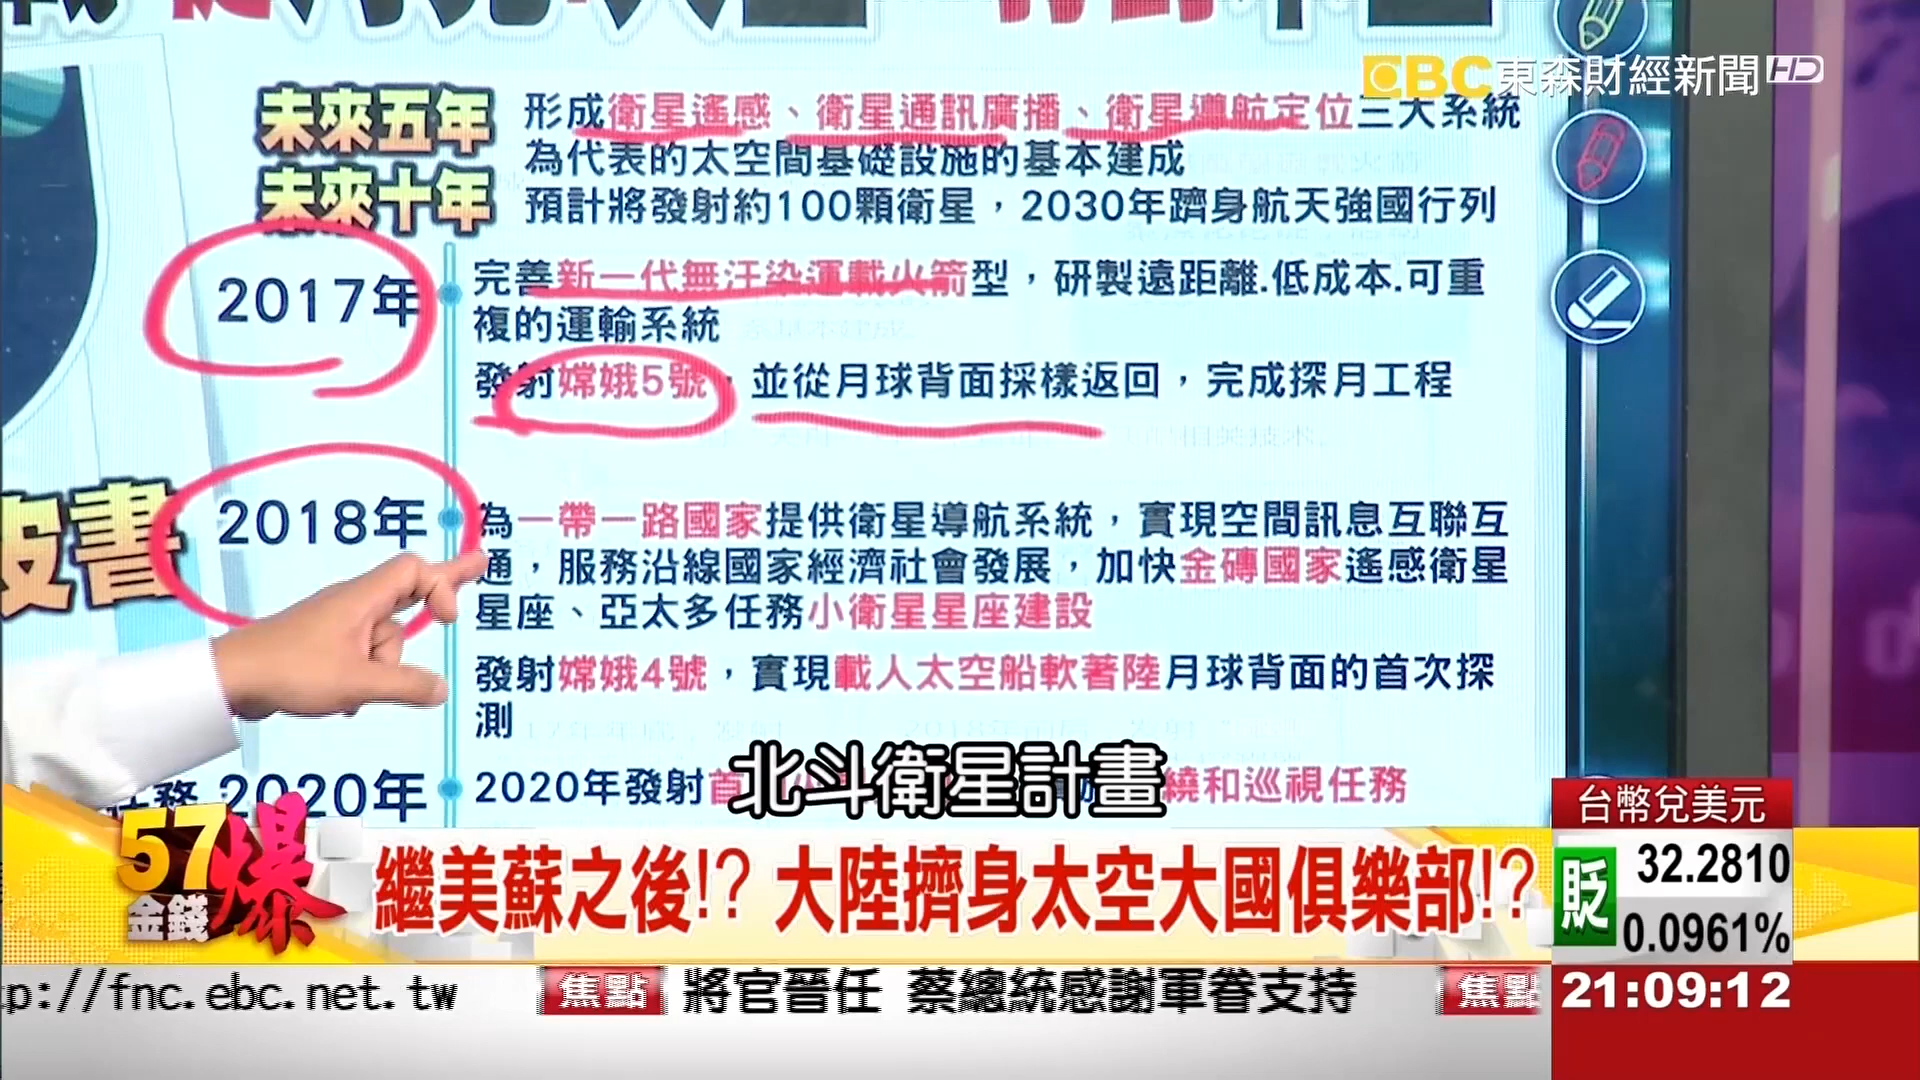 EBC 東森財經新聞 HD
未來五年
形成衛星遙感、衛星通訊廣播、衛星導航定位三大系統
為代表的太空間基礎設施的基本建成
未來十年
預計將發射約100顆衛星，2030年躋身航天強國行列
2017年
完善新一代無汙染運載火箭型，研製遠距離.低成本.可重
複的運輸系統
發射嫦娥5號，並從月球背面採樣返回，完成探月工程
皮書
2018年
為一帶一路國家提供衛星導航系統，實現空間訊息互聯互
通，服務沿線國家經濟社會發展，加快金磚國家遙感衛星
星座、亞太多任務小衛星星座建設
發射嫦娥4號，實現載人太空船軟著陸月球背面的首次探
測
2020年
2020年發射首
繞和巡視任務
北斗衛星計畫
57金錢爆
繼美蘇之後!? 大陸擠身太空大國俱樂部!?
台幣兌美元
貶
32.2810
0.0961%
p://fnc.ebc.net.tw
焦點
將官晉任 蔡總統感謝軍眷支持
焦點
21:09:12